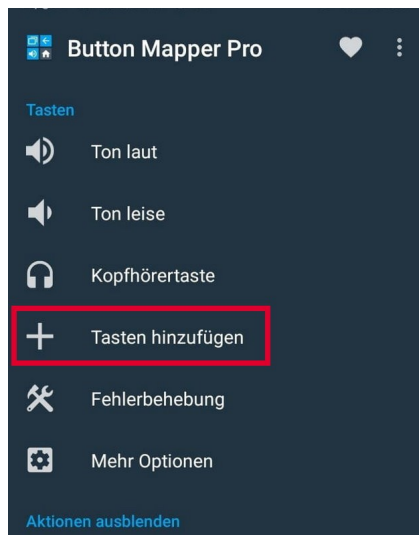 Button Mapper Pro
Tasten
Ton laut
Ton leise
Kopfhörertaste
Tasten hinzufügen
Fehlerbehebung
Mehr Optionen
Aktionen ausblenden